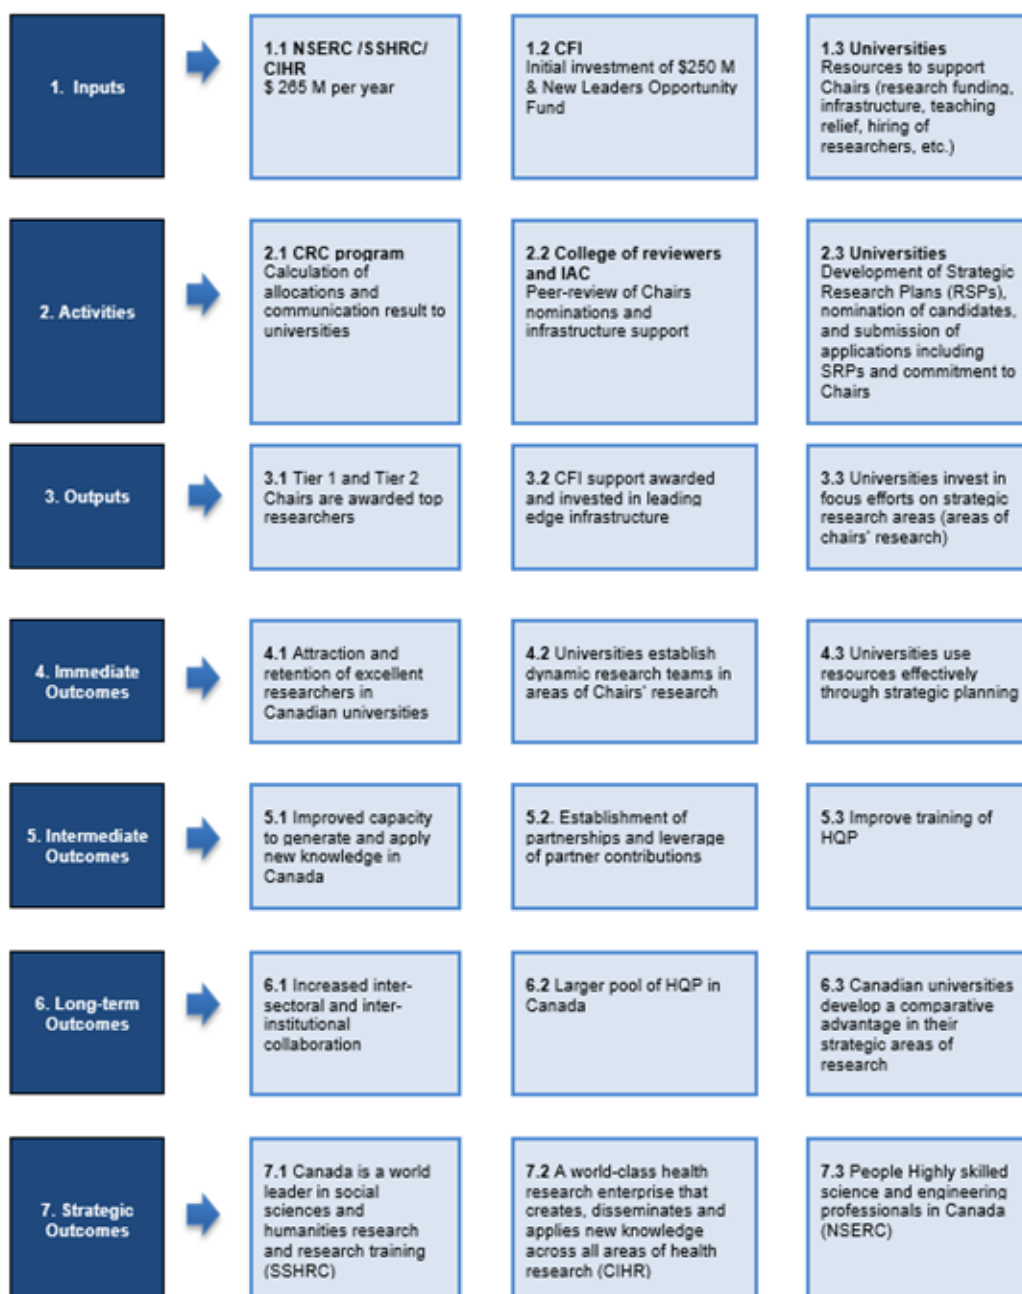 1. Inputs
1.1 NSERC /SSHRC/
CIHR
$ 265 M per year
1.2 CFI
Initial investment of $250 M
& New Leaders Opportunity
Fund
1.3 Universities
Resources to support
Chairs (research funding,
infrastructure, teaching
relief, hiring of
researchers, etc.)
2. Activities
2.1 CRC program
Calculation of
allocations and
communication result to
universities
2.2 College of reviewers
and IAC
Peer-review of Chairs
nominations and
infrastructure support
2.3 Universities
Development of Strategic
Research Plans (RSPs),
nomination of candidates,
and submission of
applications including
SRPs and commitment to
Chairs
3. Outputs
3.1 Tier 1 and Tier 2
Chairs are awarded top
researchers
3.2 CFI support awarded
and invested in leading
edge infrastructure
3.3 Universities invest in
focus efforts on strategic
research areas (areas of
chairs' research)
4. Immediate
Outcomes
4.1 Attraction and
retention of excellent
researchers in
Canadian universities
4.2 Universities establish
dynamic research teams in
areas of Chairs' research
4.3 Universities use
resources effectively
through strategic planning
5. Intermediate
Outcomes
5.1 Improved capacity
to generate and apply
new knowledge in
Canada
5.2. Establishment of
partnerships and leverage
of partner contributions
5.3 Improve training of
HQP
6. Long-term
Outcomes
6.1 Increased inter-
sectoral and inter-
institutional
collaboration
6.2 Larger pool of HQP in
Canada
6.3 Canadian universities
develop a comparative
advantage in their
strategic areas of
research
7. Strategic
Outcomes
7.1 Canada is a world
leader in social
sciences and
humanities research
and research training
(SSHRC)
7.2 A world-class health
research enterprise that
creates, disseminates and
applies new knowledge
across all areas of health
research (CIHR)
7.3 People Highly skilled
science and engineering
professionals in Canada
(NSERC)